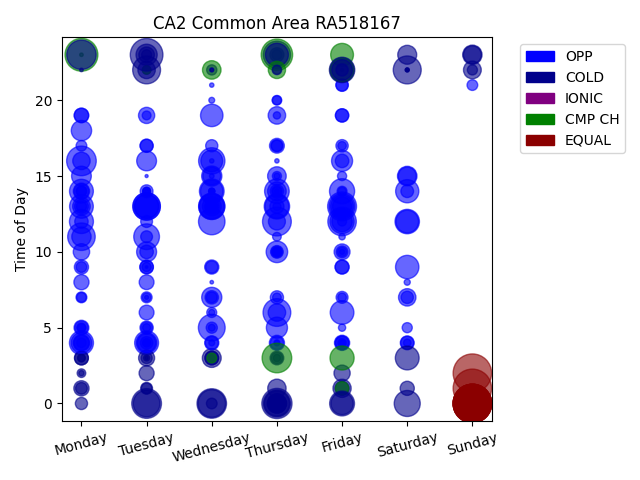 CA2 Common Area RA518167
OPP
COLD
IONIC
CMP CH
EQUAL
Time of Day
20
15
10
5
0
Monday Tuesday Wednesday Thursday Friday Saturday Sunday